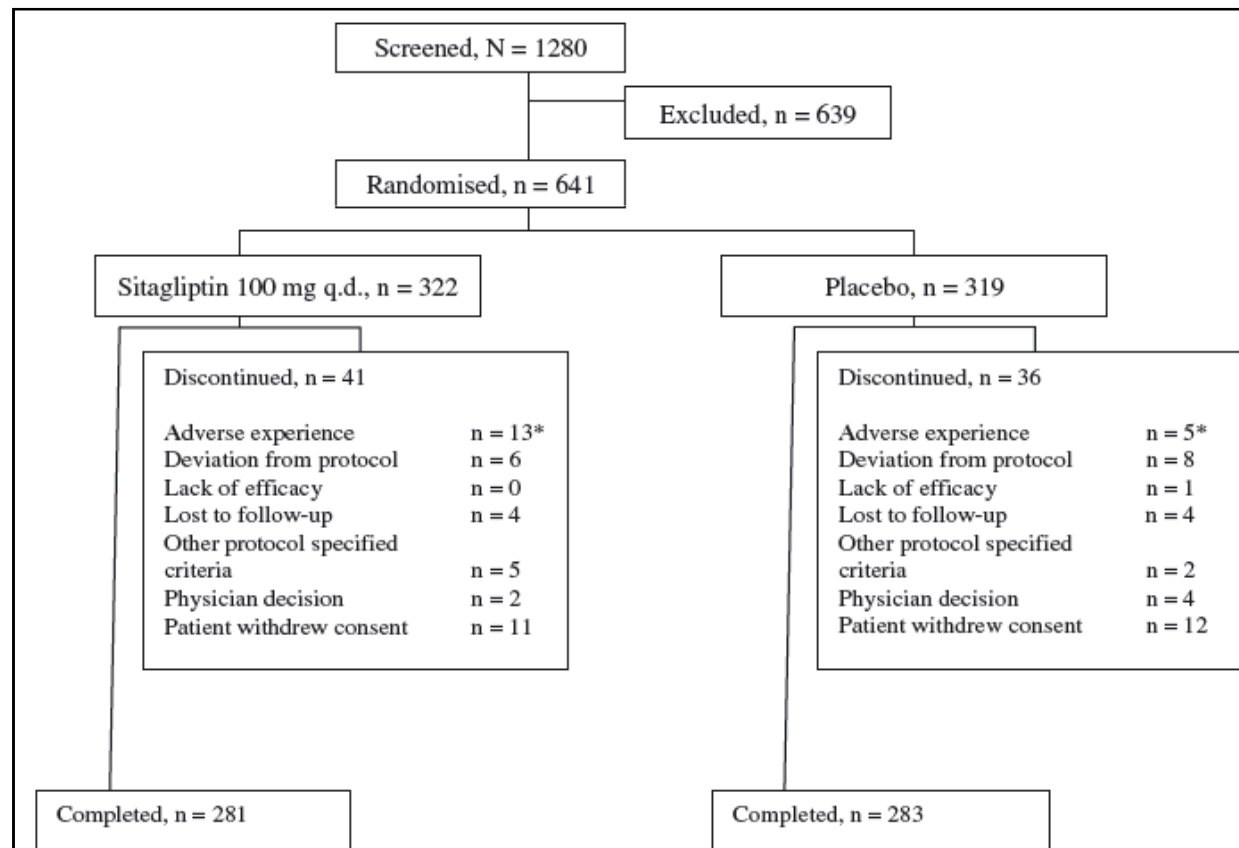 Screened, N = 1280
Excluded, n = 639
Randomised, n = 641
Sitagliptin 100 mg q.d., n = 322
Placebo, n = 319
Discontinued, n = 41
Adverse experience n = 13*
Deviation from protocol n = 6
Lack of efficacy n = 0
Lost to follow-up n = 4
Other protocol specified
criteria n = 5
Physician decision n = 2
Patient withdrew consent n = 11
Discontinued, n = 36
Adverse experience n = 5*
Deviation from protocol n = 8
Lack of efficacy n = 1
Lost to follow-up n = 4
Other protocol specified
criteria n = 2
Physician decision n = 4
Patient withdrew consent n = 12
Completed, n = 281
Completed, n = 283